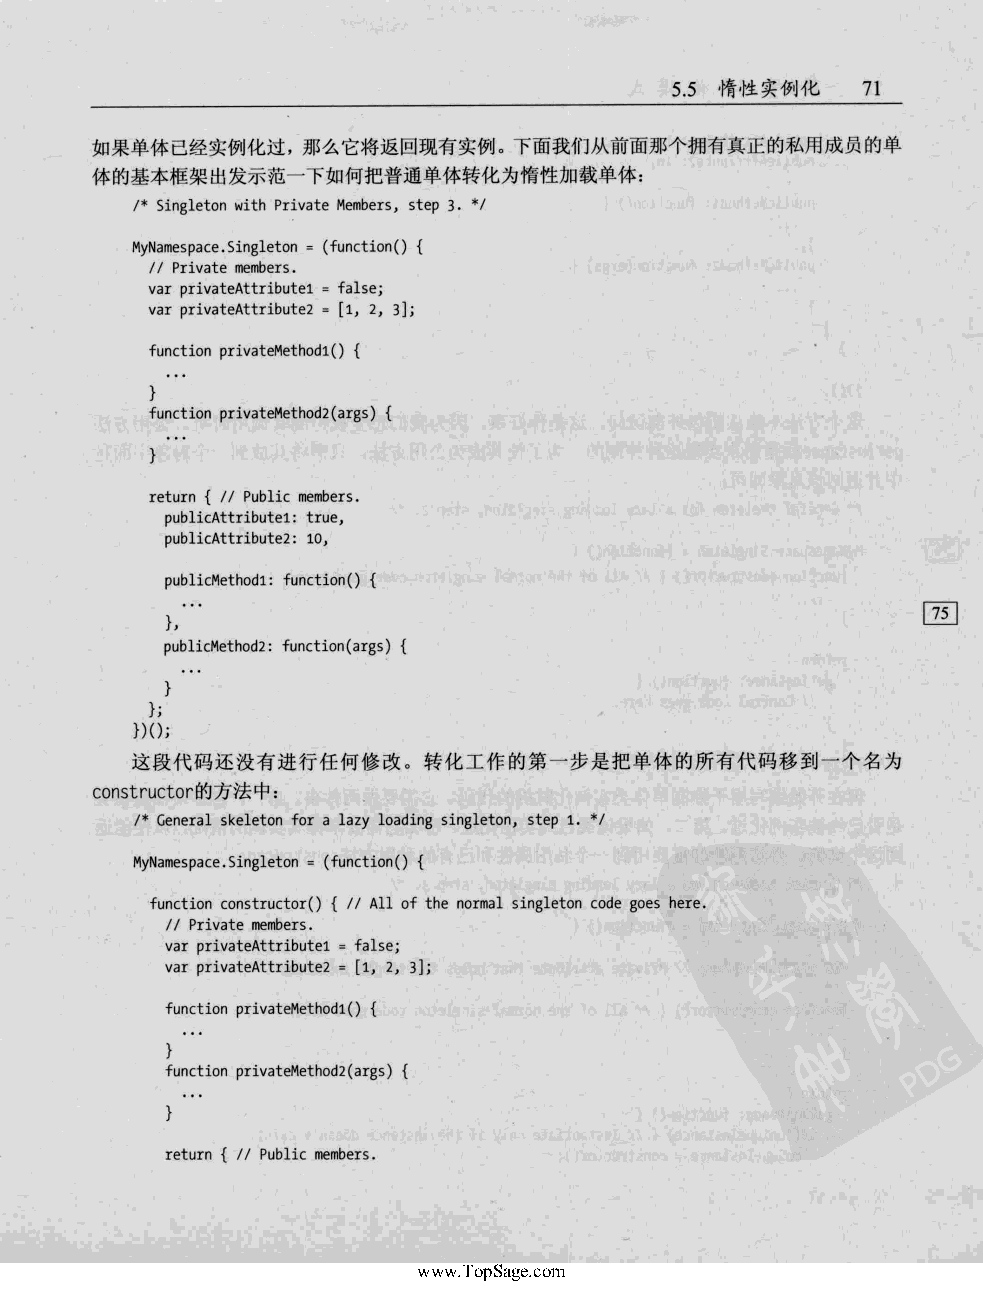 5.5 惰性实例化 71
如果单体已经实例化过，那么它将返回现有实例。下面我们从前面那个拥有真正的私用成员的单
体的基本框架出发示范一下如何把普通单体转化为惰性加载单体：
/* Singleton with Private Members, step 3. */
MyNamespace.Singleton = (function() {
// Private members.
var privateAttribute1 = false;
var privateAttribute2 = [1, 2, 3];
function privateMethod1() {
...
}
function privateMethod2(args) {
...
}
return { // Public members.
publicAttribute1: true,
publicAttribute2: 10,
publicMethod1: function() {
...
},
75
publicMethod2: function(args) {
...
}
};
})();
这段代码还没有进行任何修改。转化工作的第一步是把单体的所有代码移到一个名为
constructor的方法中：
/* General skeleton for a lazy loading singleton, step 1. */
MyNamespace.Singleton = (function() {
function constructor() { // All of the normal singleton code goes here.
// Private members.
var privateAttribute1 = false;
var privateAttribute2 = [1, 2, 3];
function privateMethod1() {
...
}
function privateMethod2(args) {
...
}
PDG
return { // Public members.
www.TopSage.com